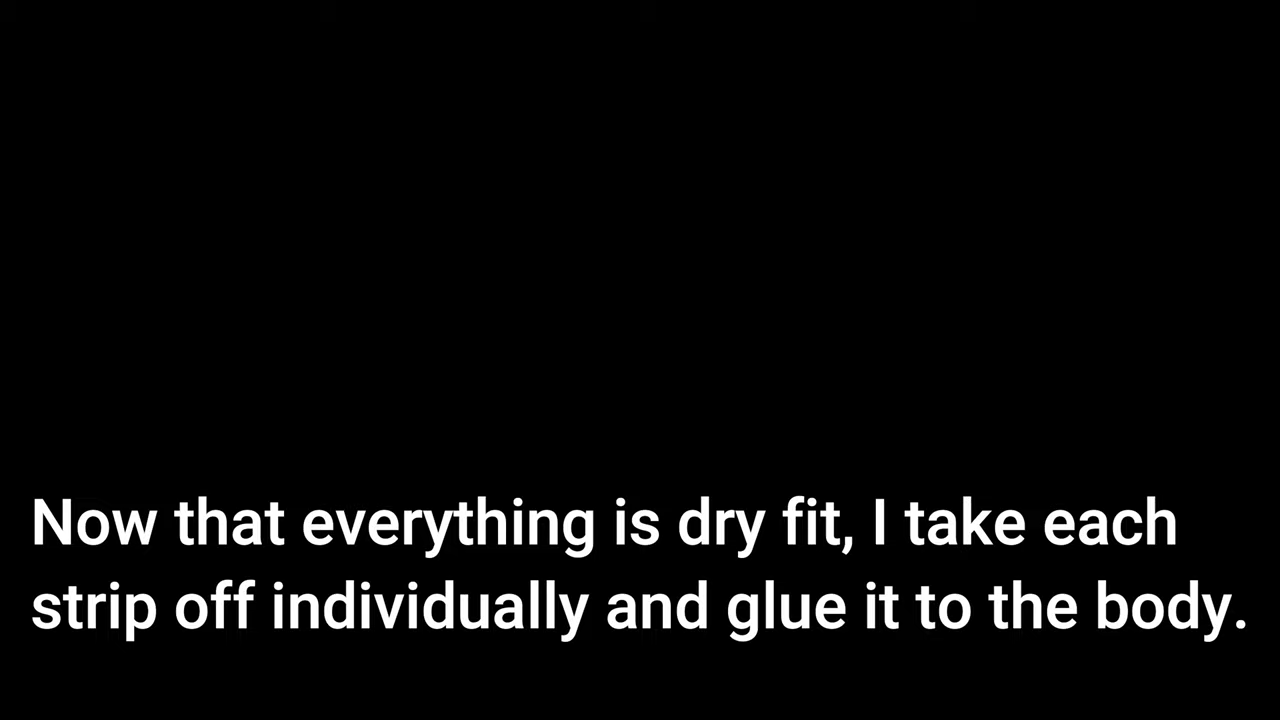 Now that everything is dry fit, I take each
strip off individually and glue it to the body.